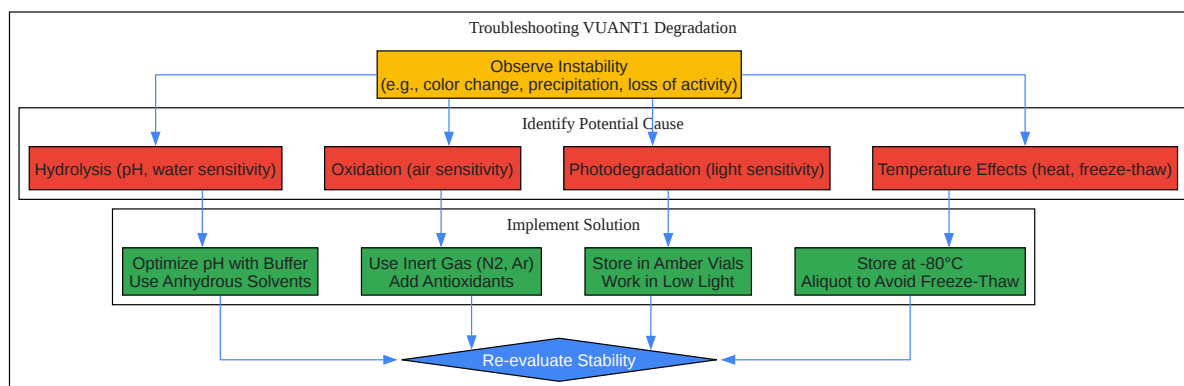 Troubleshooting VUANT1 Degradation
Observe Instability
(e.g., color change, precipitation, loss of activity)
Identify Potential Cause
Hydrolysis (pH, water sensitivity)
Oxidation (air sensitivity)
Photodegradation (light sensitivity)
Temperature Effects (heat, freeze-thaw)
Implement Solution
Optimize pH with Buffer
Use Anhydrous Solvents
Use Inert Gas (N2, Ar)
Add Antioxidants
Store in Amber Vials
Work in Low Light
Store at -80°C
Aliquot to Avoid Freeze-Thaw
Re-evaluate Stability